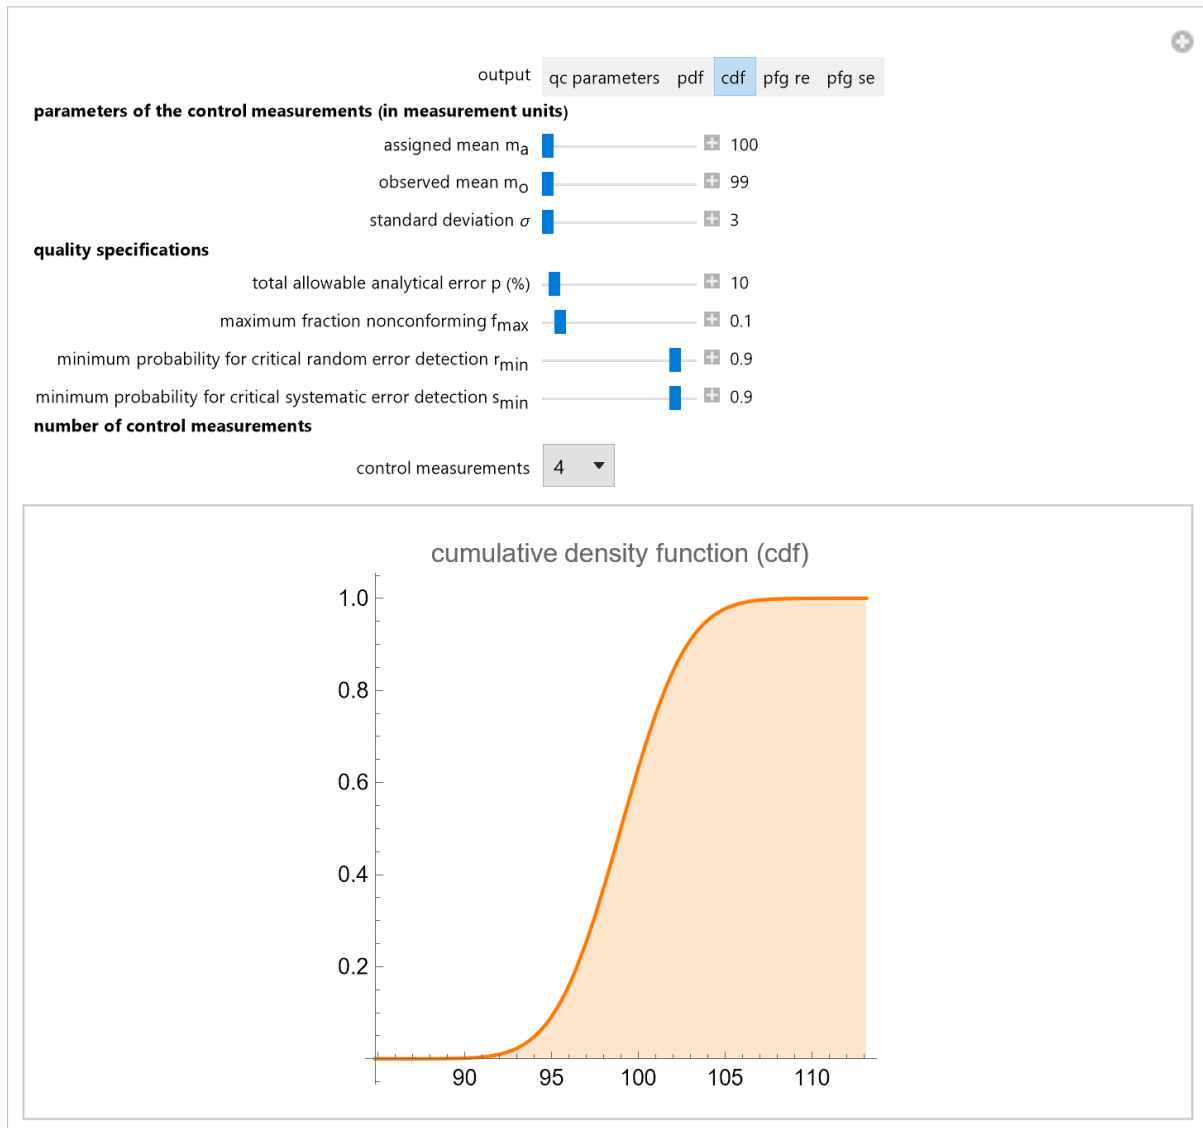 output qc parameters pdf cdf pfg re pfg se
parameters of the control measurements (in measurement units)
assigned mean ma 100
observed mean mo 99
standard deviation σ 3
quality specifications
total allowable analytical error p (%) 10
maximum fraction nonconforming fmax 0.1
minimum probability for critical random error detection rmin 0.9
minimum probability for critical systematic error detection smin 0.9
number of control measurements
control measurements 4
cumulative density function (cdf)
1.0
0.8
0.6
0.4
0.2
90 95 100 105 110